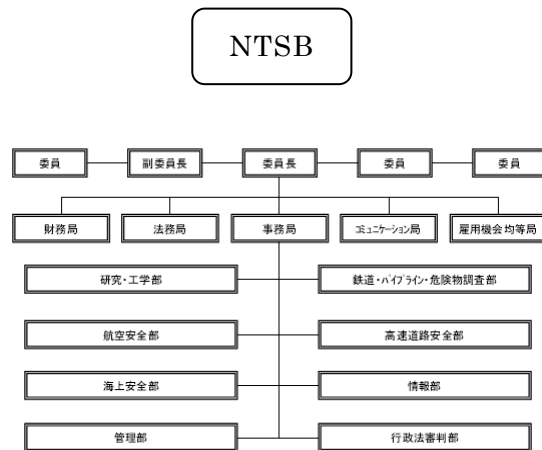 NTSB
委員 副委員長 委員長 委員 委員
財務局 法務局 事務局 コミュニケーション局 雇用機会均等局
研究・工学部 鉄道・パイプライン・危険物調査部
航空安全部 高速道路安全部
海上安全部 情報部
管理部 行政法審判部